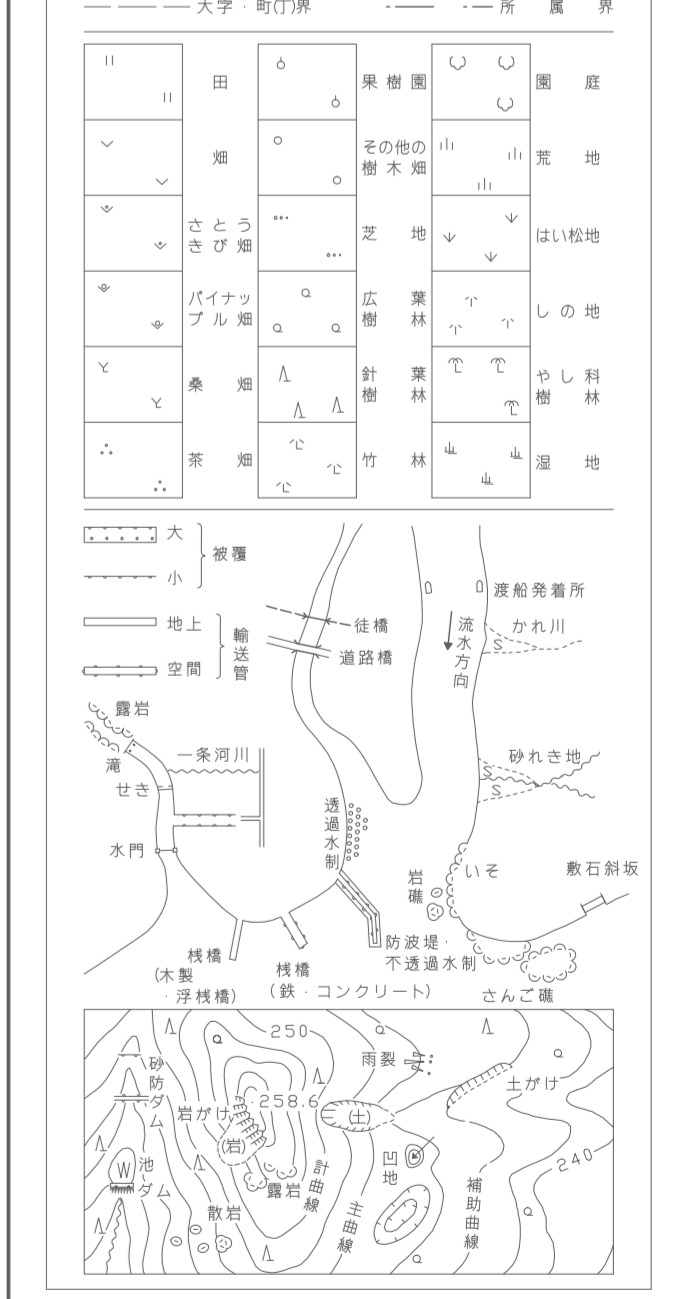 大字・町(丁)界 所属界
田 果樹園 園庭
畑 その他の樹木畑 荒地
さとうきび畑 芝地 はい松地
パイナップル畑 広葉樹林 しの地
桑畑 針葉樹林 やし科樹林
茶畑 竹林 湿地
大
小
被覆
地上
空間
輸送管
徒橋
道路橋
渡船発着所
流水方向
かれ川
S
露岩
滝
せき
一条河川
水門
透過水制
砂れき地
S
S
岩礁
いそ
敷石斜坂
桟橋
(木製
・浮桟橋)
桟橋
(鉄・コンクリート)
防波堤・
不透過水制
さんご礁
250
雨裂
砂防ダム
岩がけ
・258.6
(土)
土がけ
(岩)
池
W
ダム
散岩
露岩
計曲線
主曲線
凹地
補助曲線
240